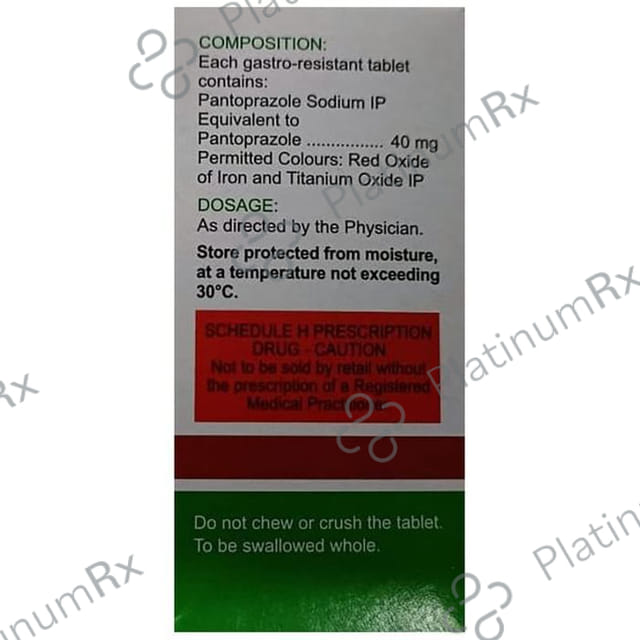 COMPOSITION:
Each gastro-resistant tablet
contains:
Pantoprazole Sodium IP
Equivalent to
Pantoprazole ................ 40 mg
Permitted Colours: Red Oxide
of Iron and Titanium Oxide IP
DOSAGE:
As directed by the Physician.
Store protected from moisture,
at a temperature not exceeding
30°C.
SCHEDULE H PRESCRIPTION
DRUG - CAUTION
Not to be sold by retail without
the prescription of a Registered
Medical Practitioner
Do not chew or crush the tablet.
To be swallowed whole.
PlatinumRx
PlatinumRx
PlatinumRx